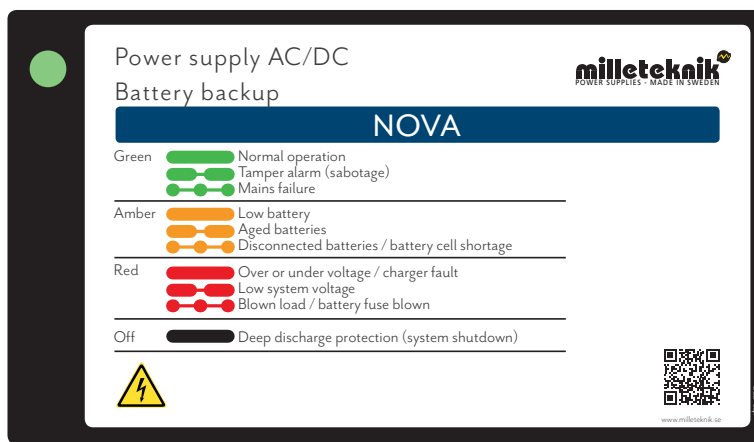 Power supply AC/DC
Battery backup
milleteknik
POWER SUPPLIES - MADE IN SWEDEN
NOVA
Green Normal operation
Tamper alarm (sabotage)
Mains failure
Amber Low battery
Aged batteries
Disconnected batteries / battery cell shortage
Red Over or under voltage / charger fault
Low system voltage
Blown load / battery fuse blown
Off Deep discharge protection (system shutdown)
www.milleteknik.se